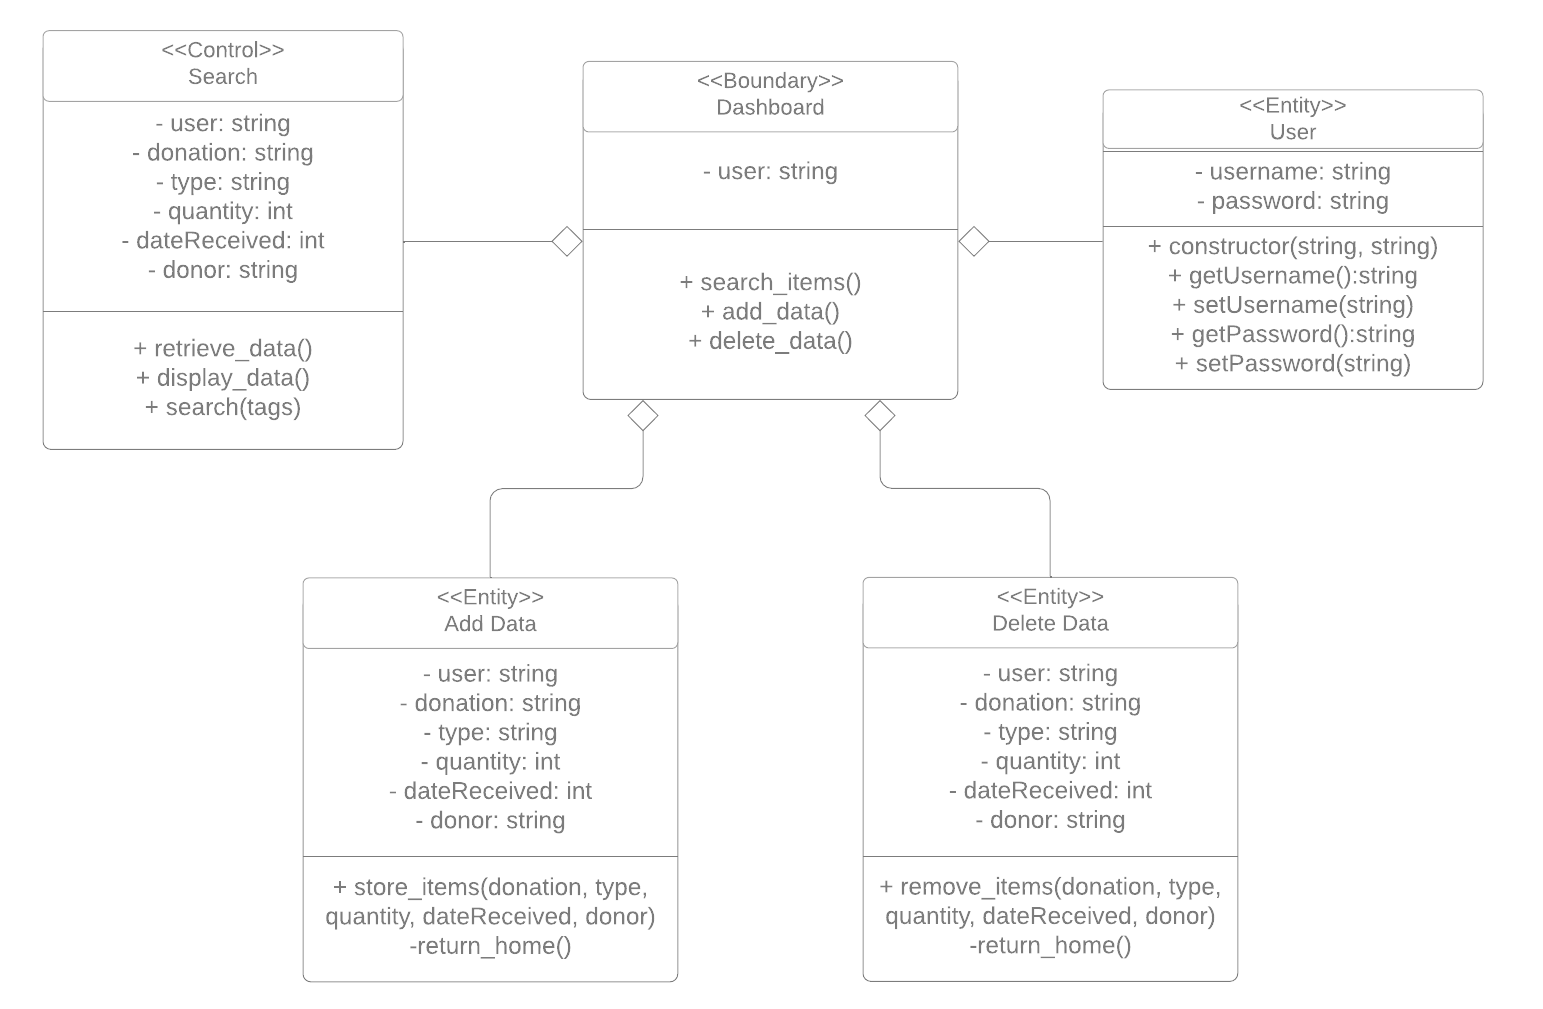 <<Control>>
Search
- user: string
- donation: string
- type: string
- quantity: int
- dateReceived: int
- donor: string
+ retrieve_data()
+ display_data()
+ search(tags)
<<Boundary>>
Dashboard
- user: string
+ search_items()
+ add_data()
+ delete_data()
<<Entity>>
User
- username: string
- password: string
+ constructor(string, string)
+ getUsername():string
+ setUsername(string)
+ getPassword():string
+ setPassword(string)
<<Entity>>
Add Data
- user: string
- donation: string
- type: string
- quantity: int
- dateReceived: int
- donor: string
+ store_items(donation, type,
quantity, dateReceived, donor)
-return_home()
<<Entity>>
Delete Data
- user: string
- donation: string
- type: string
- quantity: int
- dateReceived: int
- donor: string
+ remove_items(donation, type,
quantity, dateReceived, donor)
-return_home()